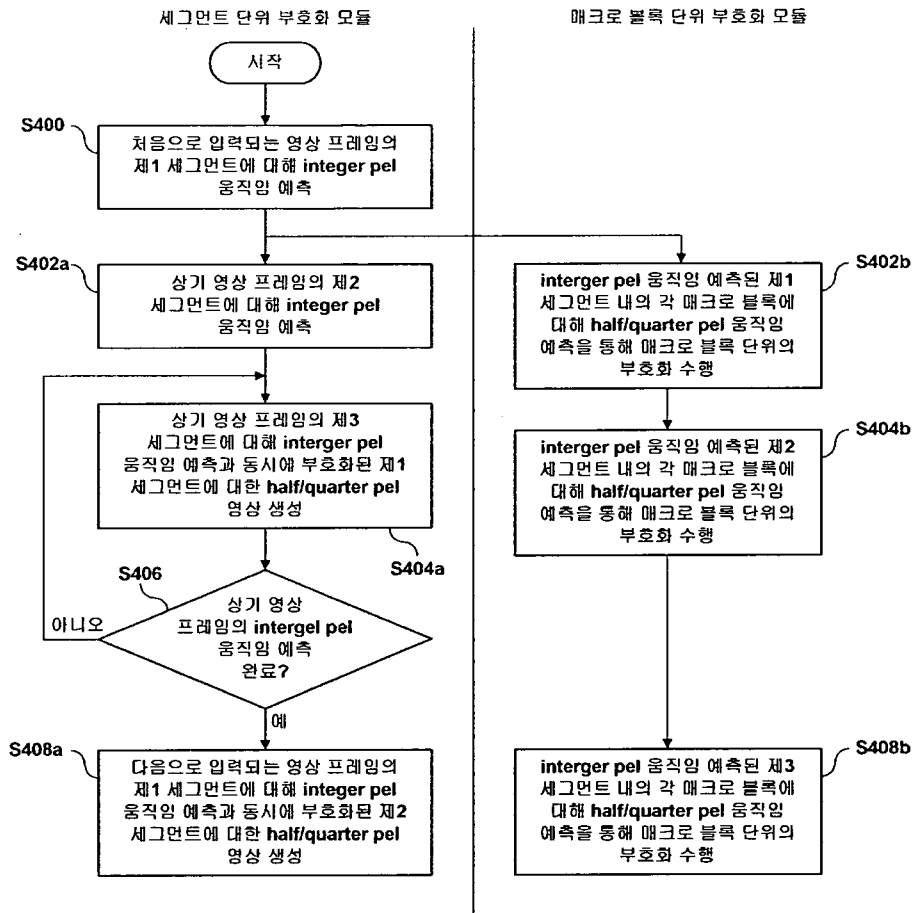 세그먼트 단위 부호화 모듈
매크로 블록 단위 부호화 모듈
시작
S400
처음으로 입력되는 영상 프레임의
제1 세그먼트에 대해 integer pel
움직임 예측
S402a
상기 영상 프레임의 제2
세그먼트에 대해 integer pel
움직임 예측
S402b
interger pel 움직임 예측된 제1
세그먼트 내의 각 매크로 블록에
대해 half/quarter pel 움직임
예측을 통해 매크로 블록 단위의
부호화 수행
상기 영상 프레임의 제3
세그먼트에 대해 interger pel
움직임 예측과 동시에 부호화된 제1
세그먼트에 대한 half/quarter pel
영상 생성
S404a
S404b
interger pel 움직임 예측된 제2
세그먼트 내의 각 매크로 블록에
대해 half/quarter pel 움직임
예측을 통해 매크로 블록 단위의
부호화 수행
S406
상기 영상
프레임의 intergel pel
움직임 예측
완료?
아니오
예
S408a
다음으로 입력되는 영상 프레임의
제1 세그먼트에 대해 integer pel
움직임 예측과 동시에 부호화된 제2
세그먼트에 대한 half/quarter pel
영상 생성
S408b
interger pel 움직임 예측된 제3
세그먼트 내의 각 매크로 블록에
대해 half/quarter pel 움직임
예측을 통해 매크로 블록 단위의
부호화 수행